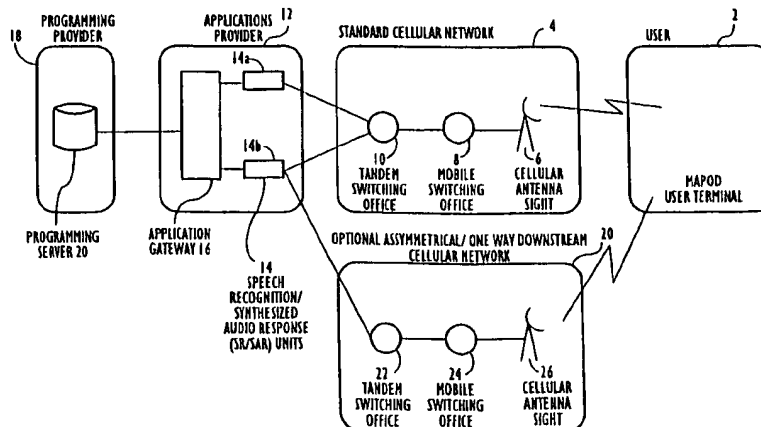 PROGRAMMING
PROVIDER
18
PROGRAMMING
SERVER 20
APPLICATIONS
PROVIDER
12
14a
14b
APPLICATION
GATEWAY 16
14
SPEECH
RECOGNITION/
SYNTHESIZED
AUDIO RESPONSE
(SR/SAR) UNITS
STANDARD CELLULAR NETWORK
4
10
TANDEM
SWITCHING
OFFICE
8
MOBILE
SWITCHING
OFFICE
6
CELLULAR
ANTENNA
SIGHT
USER
2
MAPOD
USER TERMINAL
OPTIONAL ASSYMETRICAL/ ONE WAY DOWNSTREAM
CELLULAR NETWORK
20
22
TANDEM
SWITCHING
OFFICE
24
MOBILE
SWITCHING
OFFICE
26
CELLULAR
ANTENNA
SIGHT